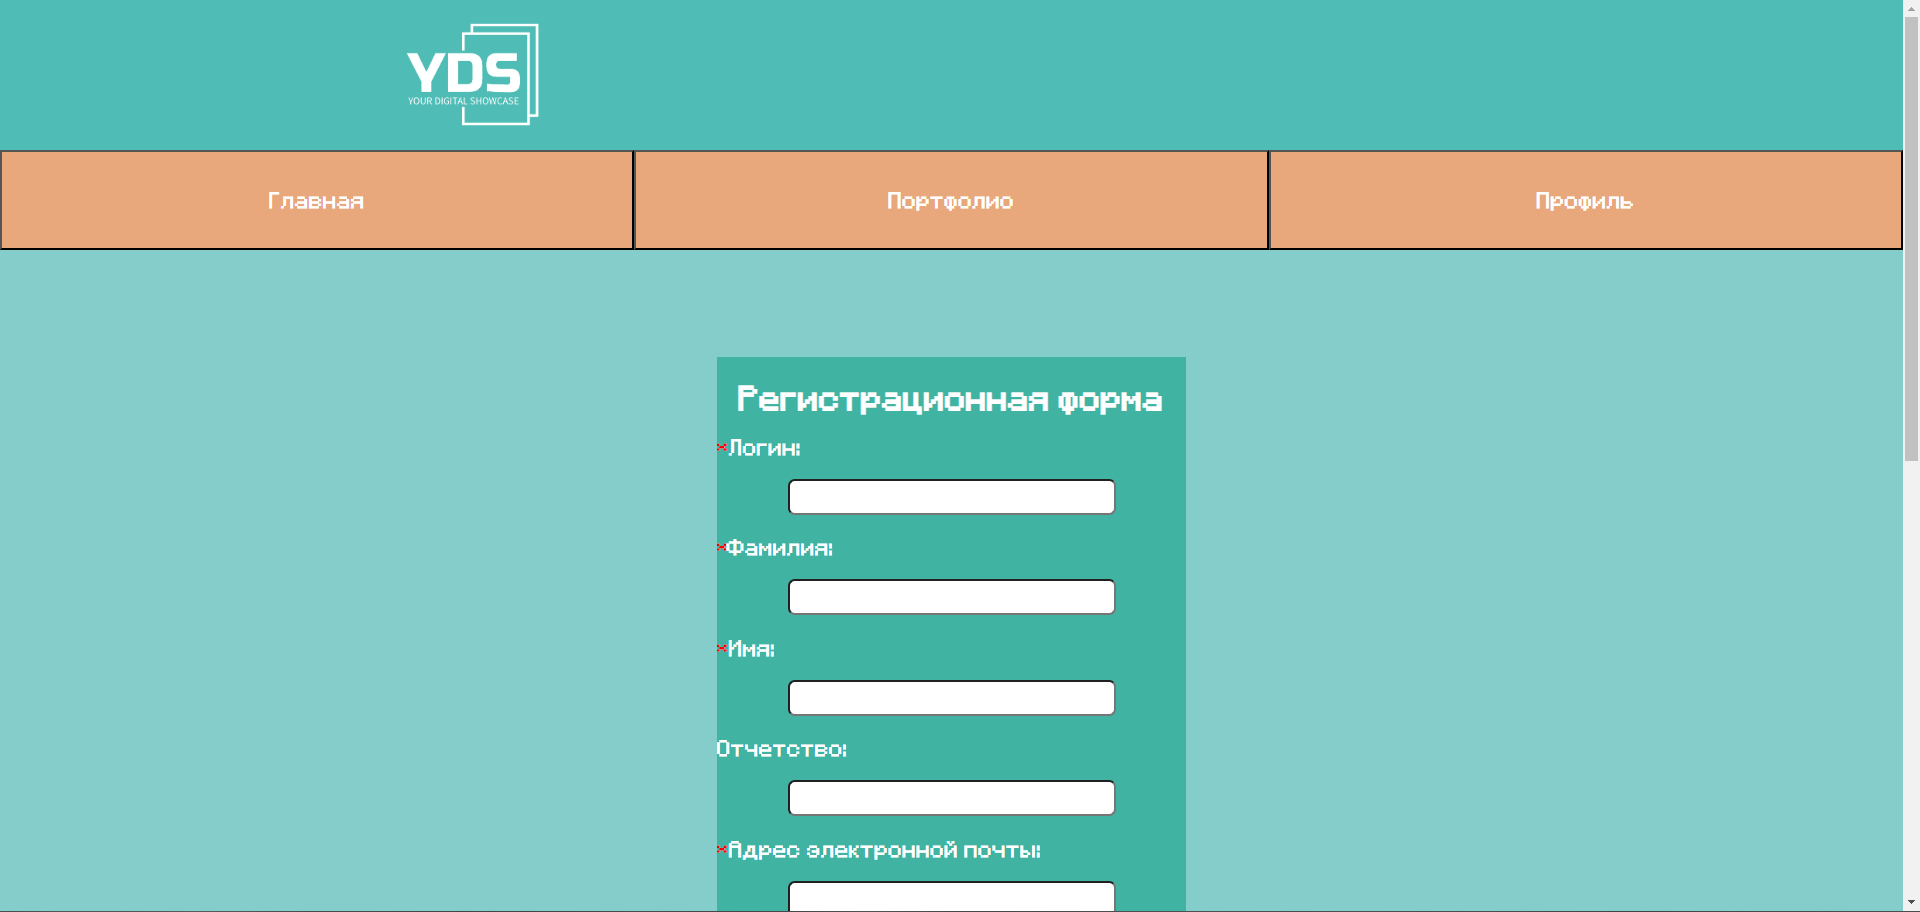 YDS
YOUR DIGITAL SHOWCASE
Главная
Портфолио
Профиль
Регистрационная форма
*Логин:
*Фамилия:
*Имя:
Отчетство:
*Адрес электронной почты: